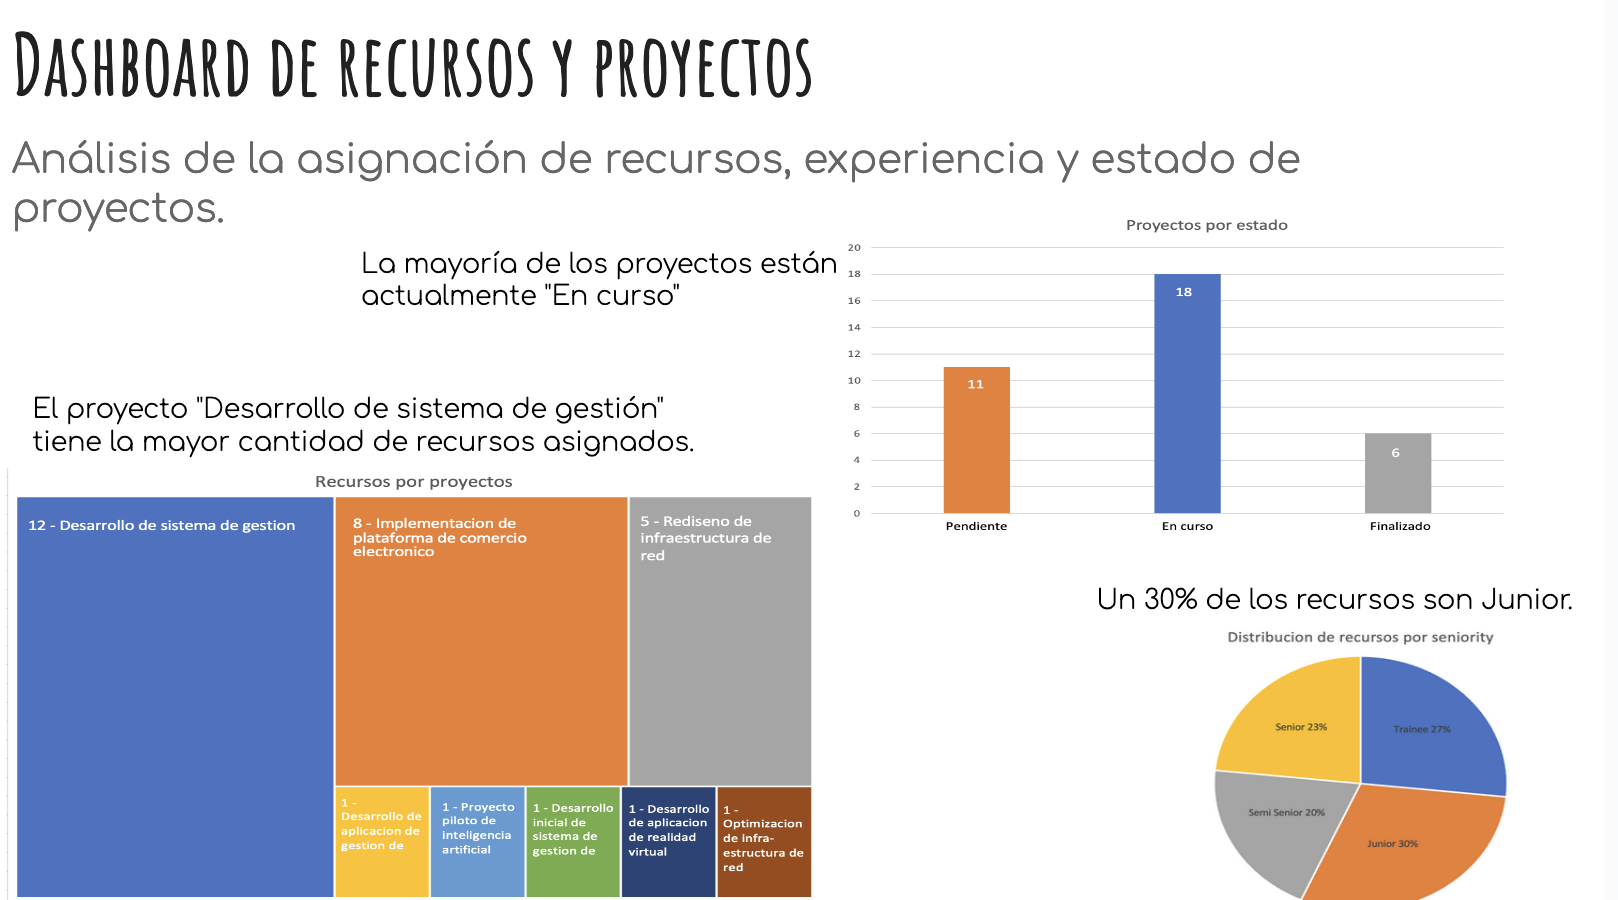 DASHBOARD DE RECURSOS Y PROYECTOS
Análisis de la asignación de recursos, experiencia y estado de
proyectos.
La mayoría de los proyectos están
actualmente "En curso"
Proyectos por estado
20
18
16
14
12
10
8
6
4
2
0
11
18
6
Pendiente
En curso
Finalizado
El proyecto "Desarrollo de sistema de gestión"
tiene la mayor cantidad de recursos asignados.
Recursos por proyectos
12 - Desarrollo de sistema de gestion
8 - Implementacion de
plataforma de comercio
electronico
5 - Rediseno de
infraestructura de
red
1 -
Desarrollo de
aplicacion de
gestion de
1 - Proyecto
piloto de
inteligencia
artificial
1 - Desarrollo
inicial de
sistema de
gestion de
1 - Desarrollo
de aplicacion
de realidad
virtual
1 -
Optimizacion
de infra-
estructura de
red
Un 30% de los recursos son Junior.
Distribucion de recursos por seniority
Senior 23%
Trainee 27%
Semi Senior 20%
Junior 30%